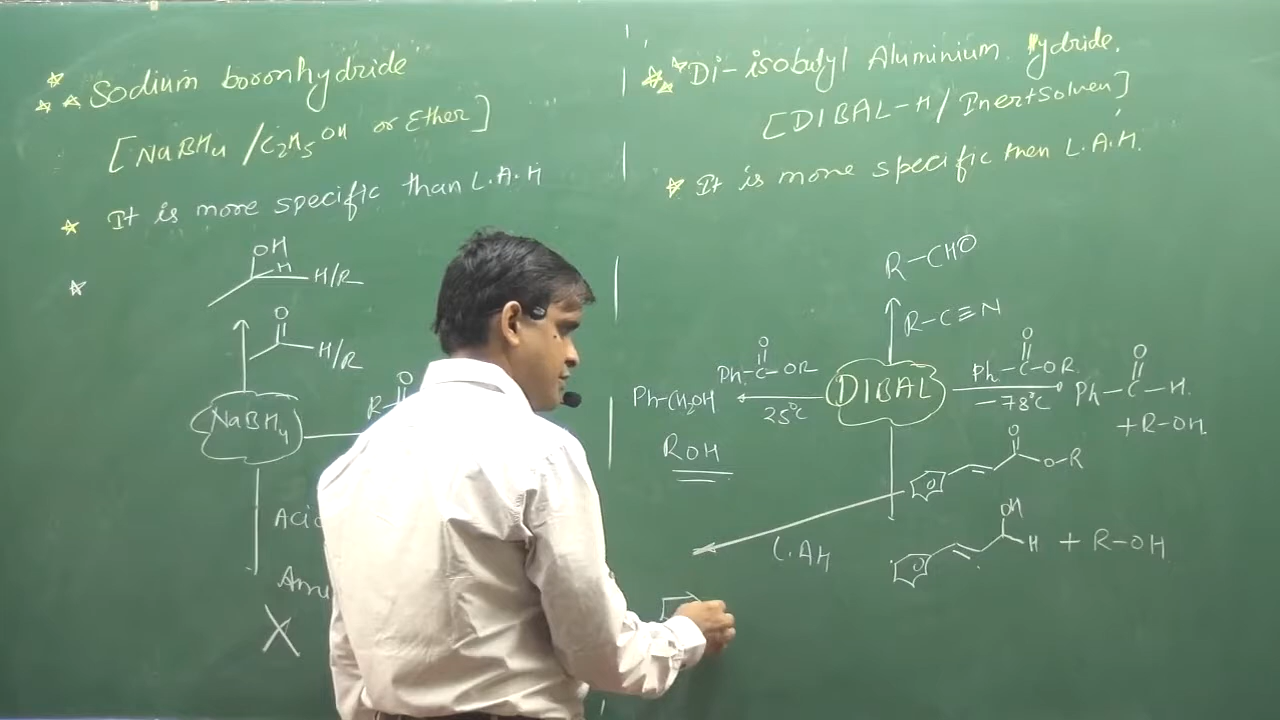 Sodium boronhydride
[NaBH4 /C2H5OH or Ether]
It is more specific than L.A.H
OH
H
H/R
O
H/R
NaBH4
O
R
Acid
X
Di-isobutyl Aluminium Hydride.
[DIBAL-H/Inert Solven]
It is more specific then L.A.H.
R-CHO
R-C≡N
DIBAL
O
Ph-C-OR
25°C
Ph-CH2OH
ROH
O
Ph-C-OR
-78°C
O
Ph-C-H
+R-OH.
O
O-R
L.AH
OH
H + R-OH